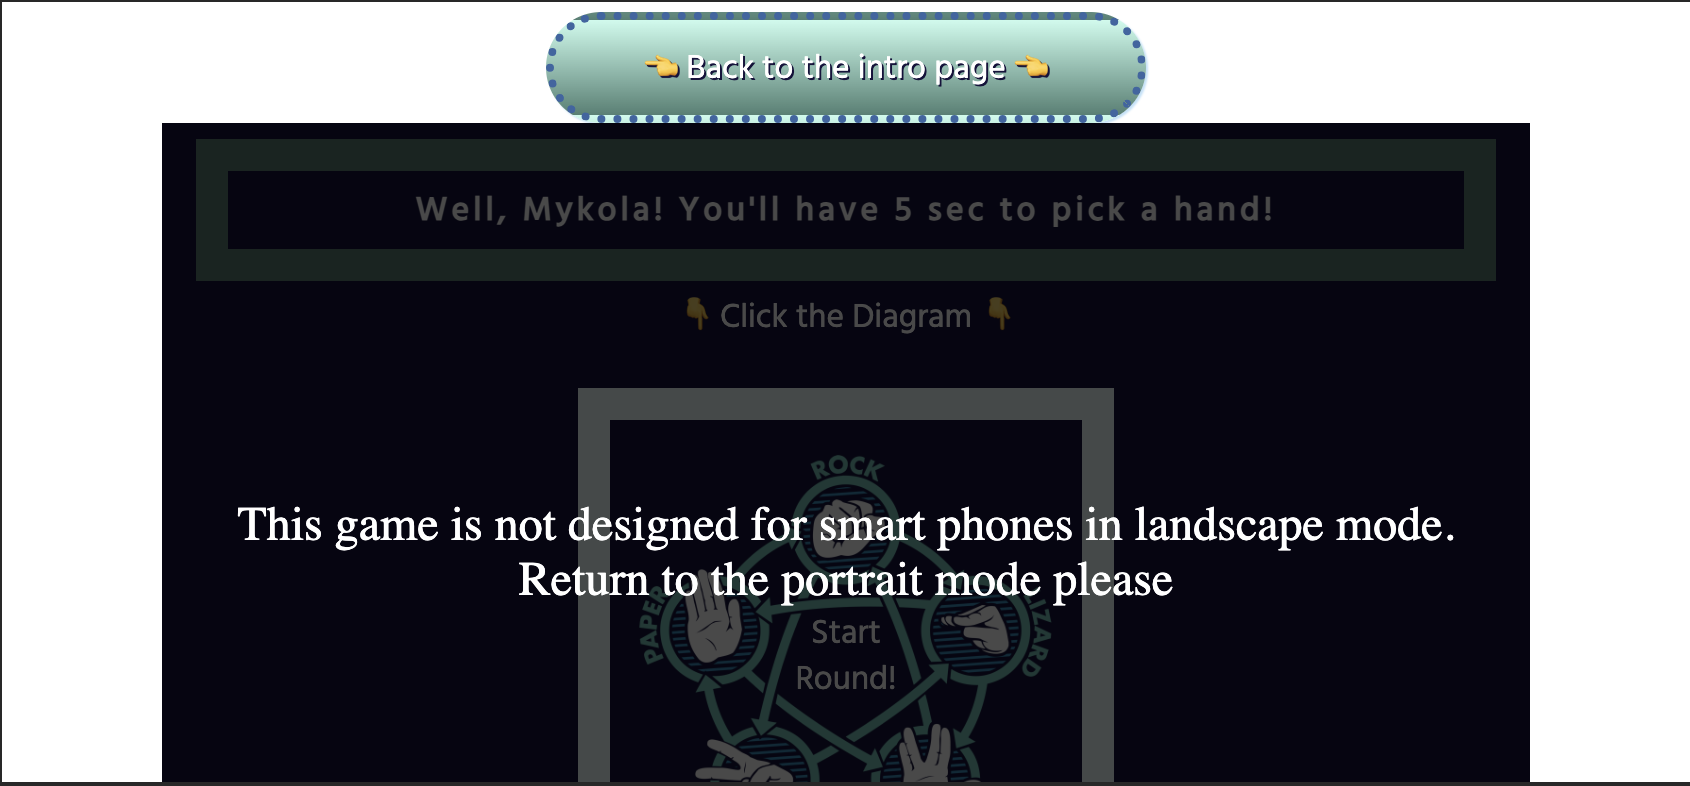 👈 Back to the intro page 👈
Well, Mykola! You'll have 5 sec to pick a hand!
👇 Click the Diagram 👇
ROCK
This game is not designed for smart phones in landscape mode.
Return to the portrait mode please
PAPER
IZARD
Start
Round!